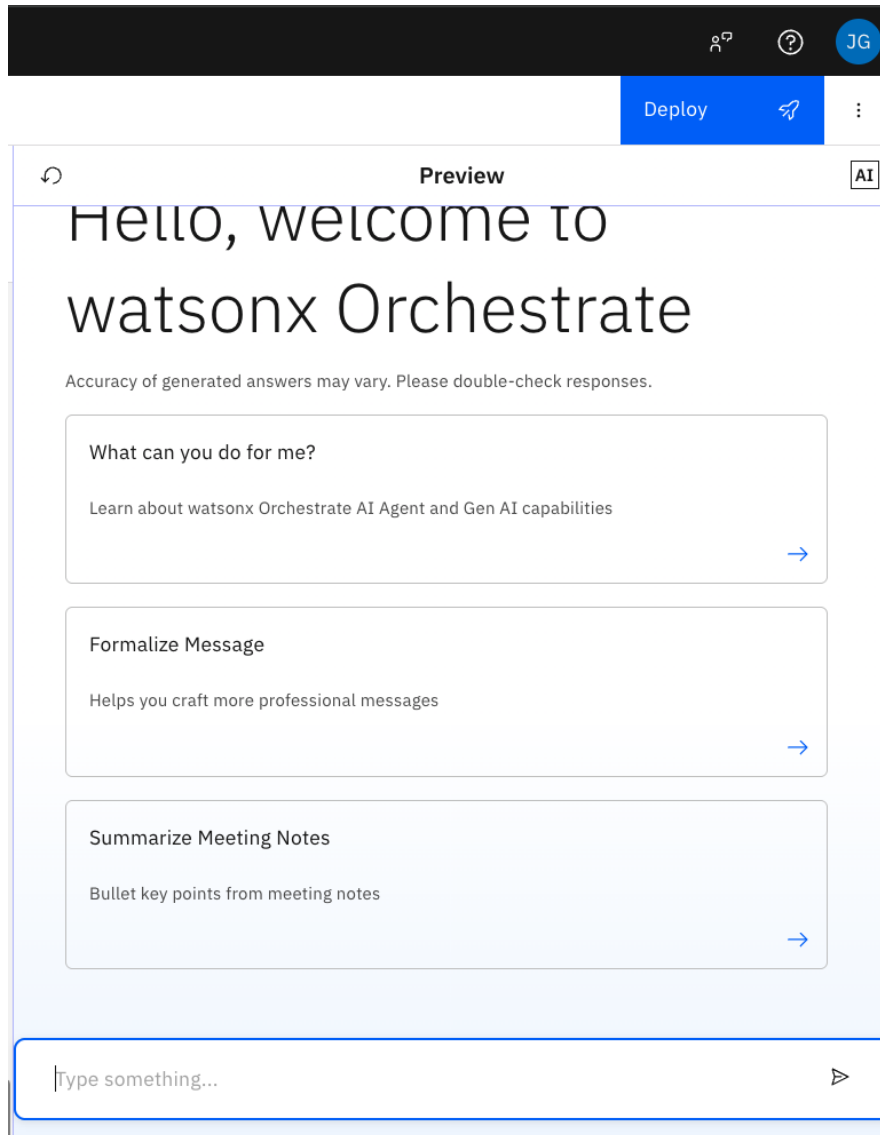 JG
Deploy
Preview
AI
Hello, welcome to
watsonx Orchestrate
Accuracy of generated answers may vary. Please double-check responses.
What can you do for me?
Learn about watsonx Orchestrate AI Agent and Gen AI capabilities
Formalize Message
Helps you craft more professional messages
Summarize Meeting Notes
Bullet key points from meeting notes
Type something...